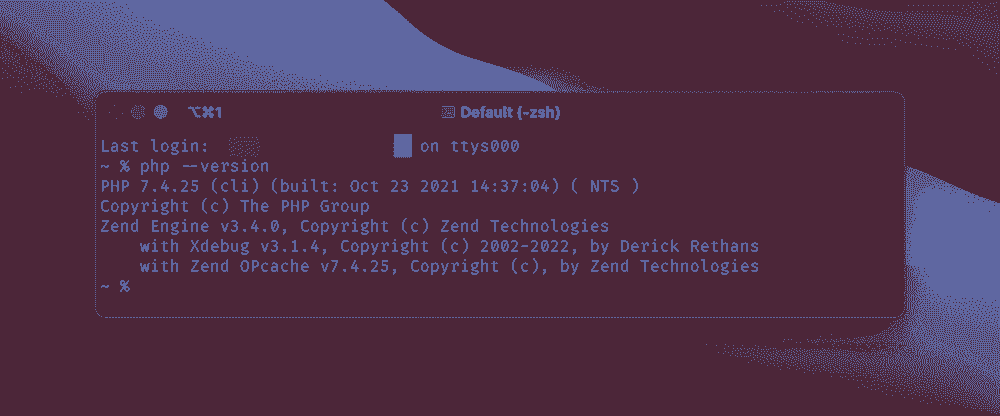 ⌥⌘1 Default (-zsh)
Last login: on ttys000
~ % php --version
PHP 7.4.25 (cli) (built: Oct 23 2021 14:37:04) ( NTS )
Copyright (c) The PHP Group
Zend Engine v3.4.0, Copyright (c) Zend Technologies
with Xdebug v3.1.4, Copyright (c) 2002-2022, by Derick Rethans
with Zend OPcache v7.4.25, Copyright (c), by Zend Technologies
~ %